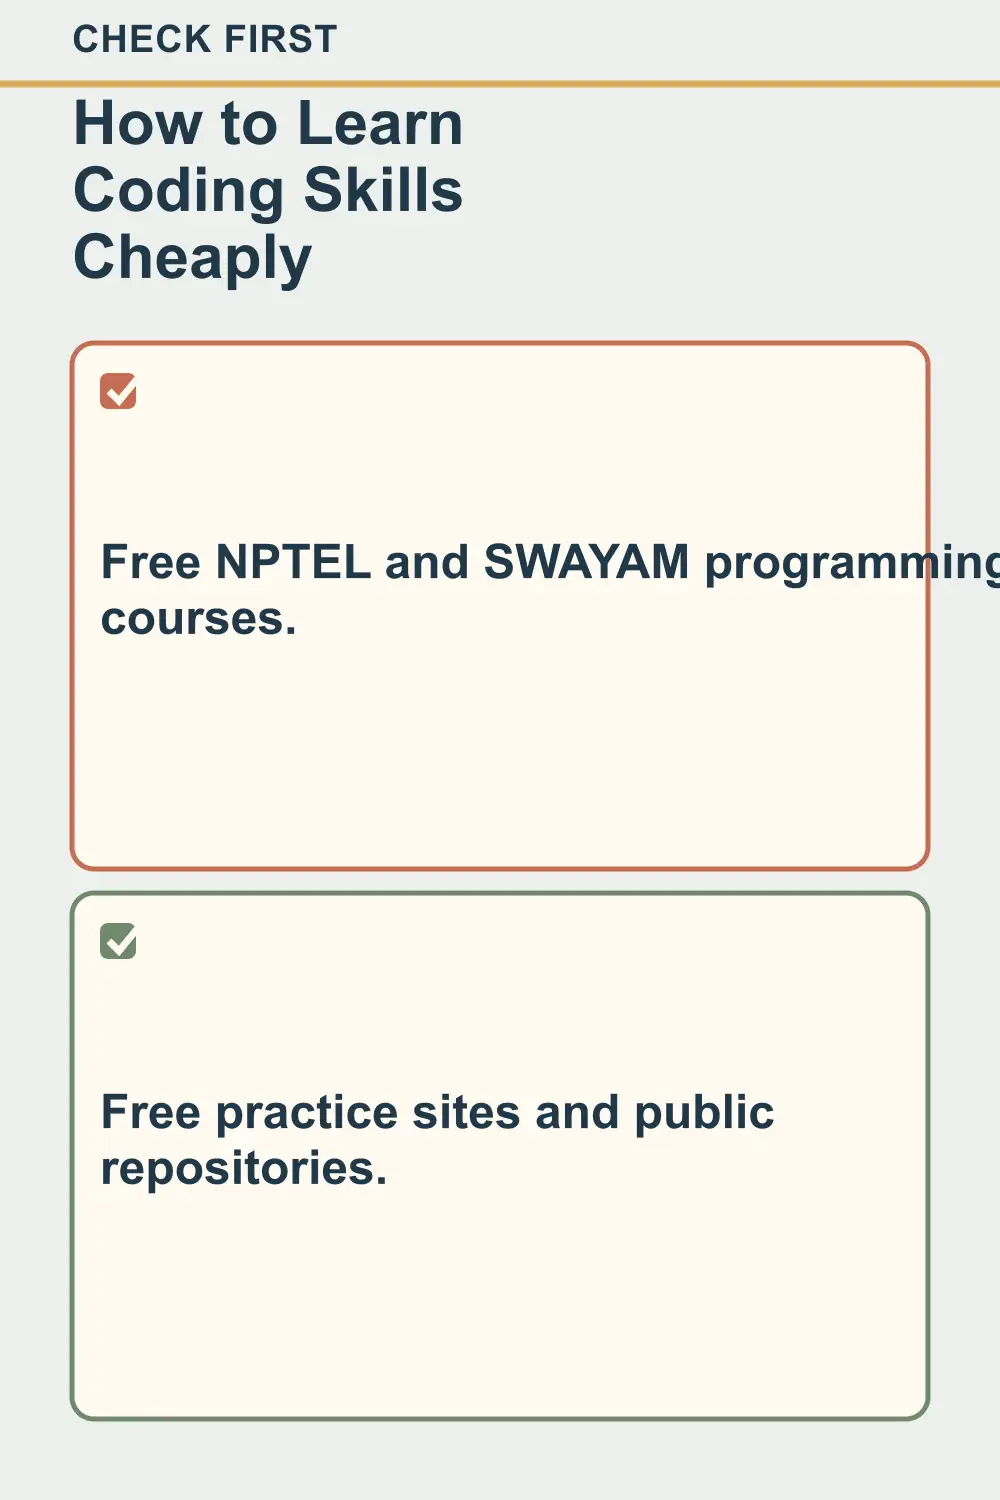 CHECK FIRST
How to Learn
Coding Skills
Cheaply
Free NPTEL and SWAYAM programming
courses.
Free practice sites and public
repositories.